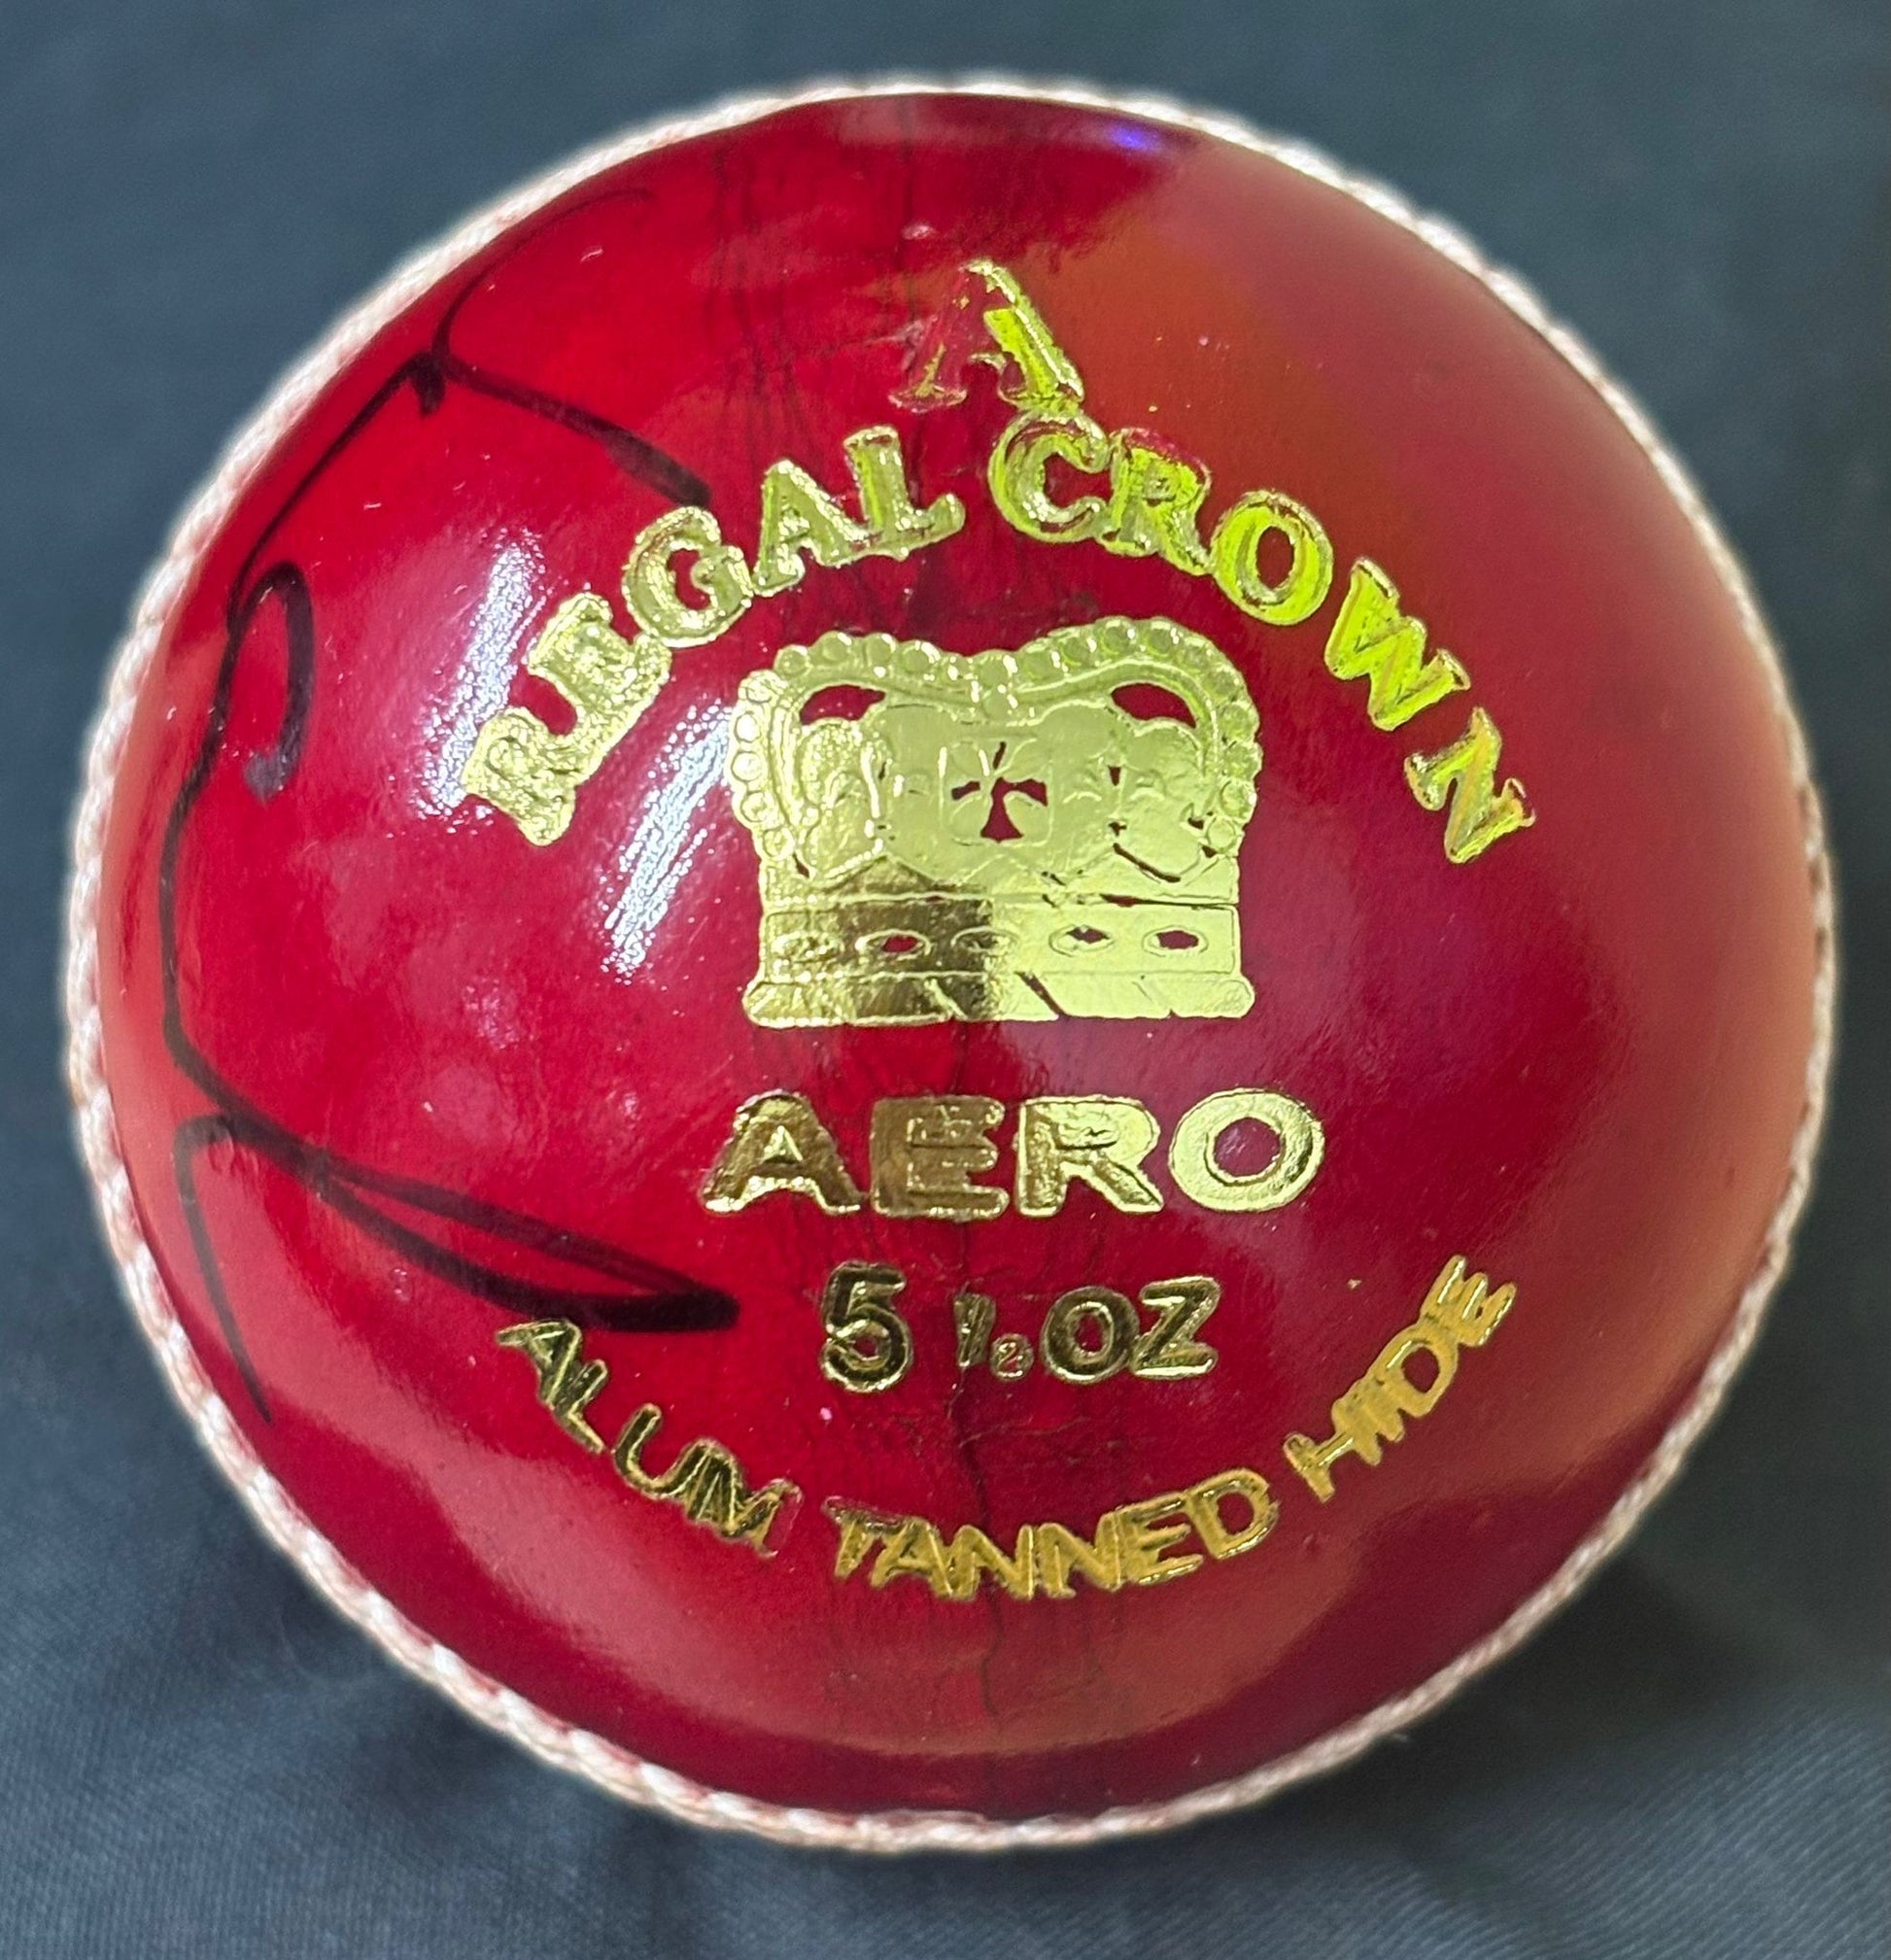 A
REGAL CROWN
AERO
5 1/2 OZ
ALUM TANNED HIDE